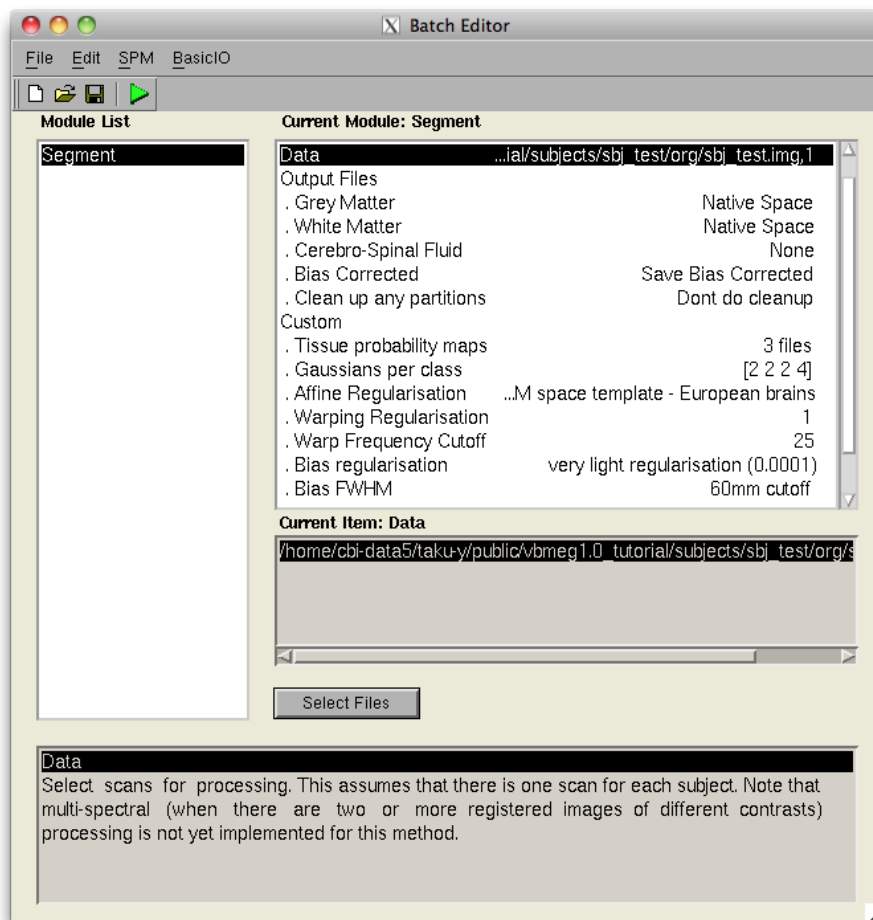 X Batch Editor
File Edit SPM BasicIO
Module List
Current Module: Segment
Segment
Data ...ial/subjects/sbj_test/org/sbj_test.img,1
Output Files
. Grey Matter Native Space
. White Matter Native Space
. Cerebro-Spinal Fluid None
. Bias Corrected Save Bias Corrected
. Clean up any partitions Dont do cleanup
Custom
. Tissue probability maps 3 files
. Gaussians per class [2 2 2 4]
. Affine Regularisation ...M space template - European brains
. Warping Regularisation 1
. Warp Frequency Cutoff 25
. Bias regularisation very light regularisation (0.0001)
. Bias FWHM 60mm cutoff
Current Item: Data
/home/cbi-data5/taku-y/public/vbmeg1.0_tutorial/subjects/sbj_test/org/s
Select Files
Data
Select scans for processing. This assumes that there is one scan for each subject. Note that
multi-spectral (when there are two or more registered images of different contrasts)
processing is not yet implemented for this method.